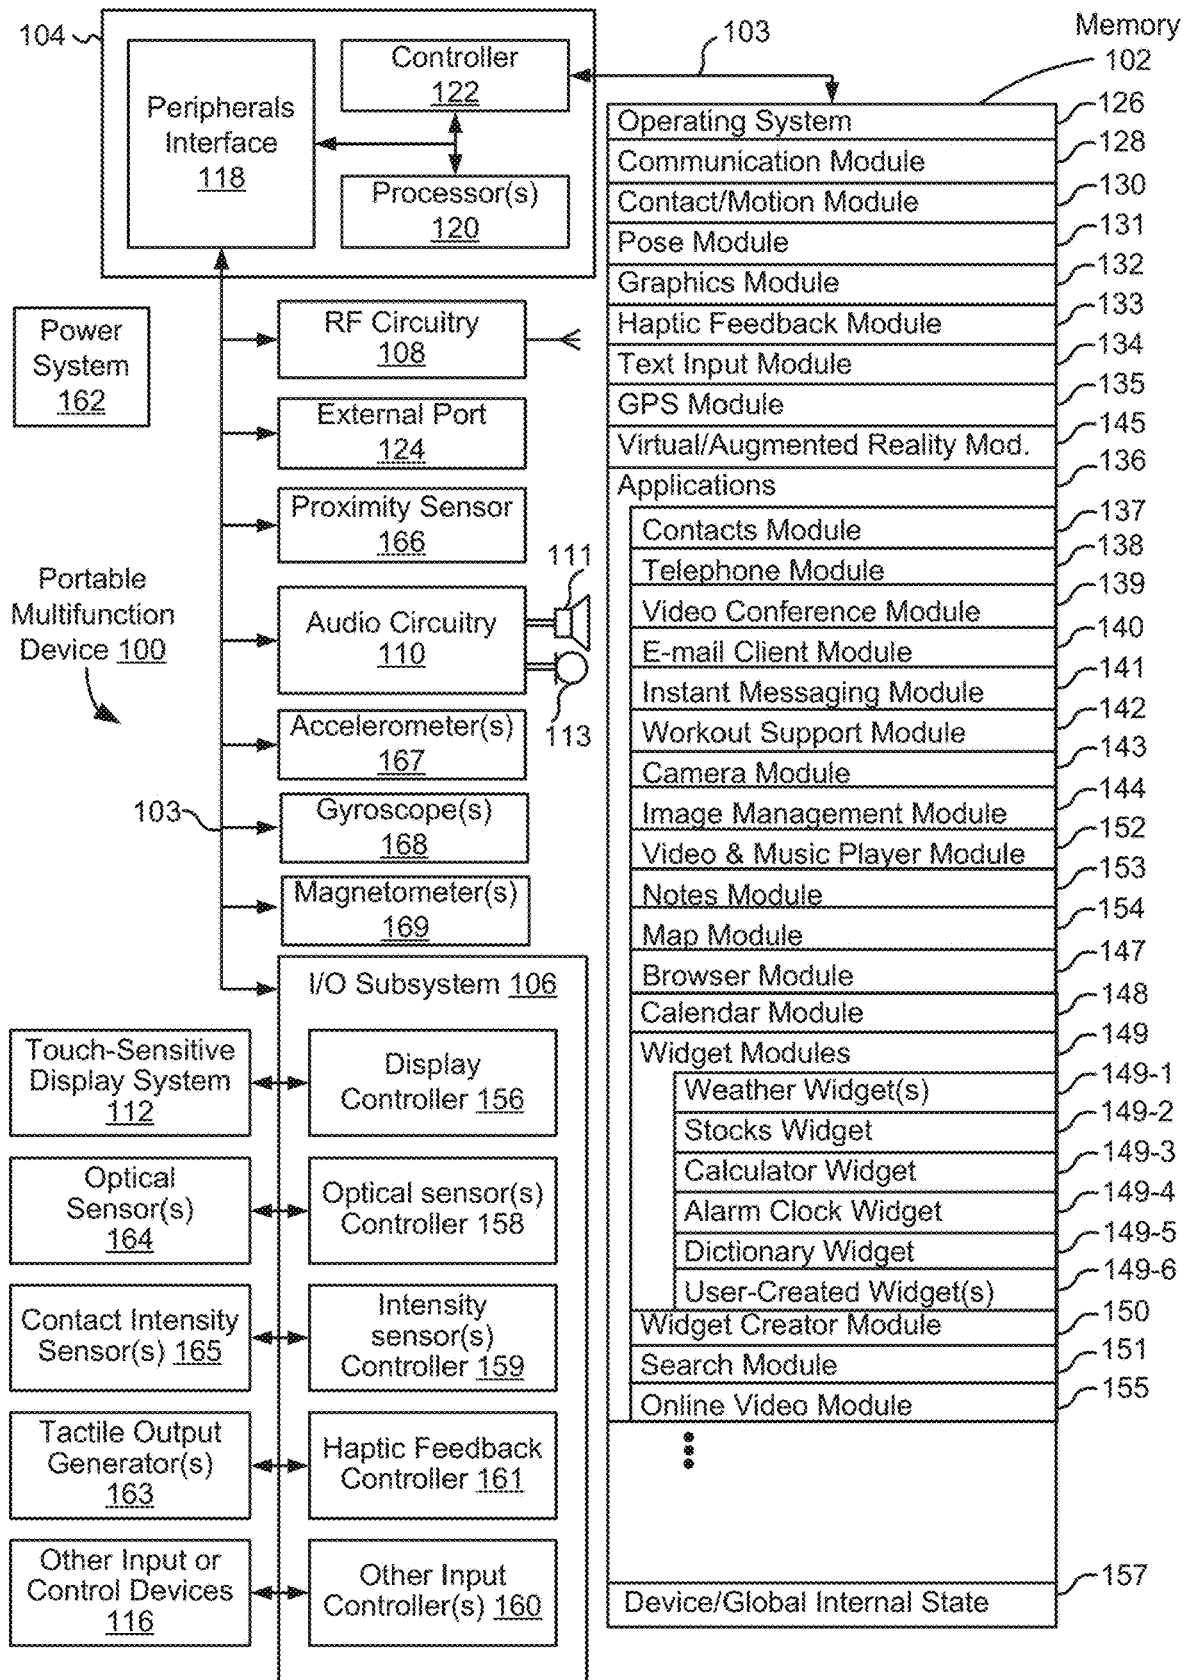 104
Peripherals
Interface
118
Controller
122
Processor(s)
120
103
Memory
102
Power
System
162
RF Circuitry
108
External Port
124
Proximity Sensor
166
Audio Circuitry
110
111
113
Portable
Multifunction
Device 100
Accelerometer(s)
167
103
Gyroscope(s)
168
Magnetometer(s)
169
I/O Subsystem 106
Touch-Sensitive
Display System
112
Display
Controller 156
Optical
Sensor(s)
164
Optical sensor(s)
Controller 158
Contact Intensity
Sensor(s) 165
Intensity
sensor(s)
Controller 159
Tactile Output
Generator(s)
163
Haptic Feedback
Controller 161
Other Input or
Control Devices
116
Other Input
Controller(s) 160
Operating System 126
Communication Module 128
Contact/Motion Module 130
Pose Module 131
Graphics Module 132
Haptic Feedback Module 133
Text Input Module 134
GPS Module 135
Virtual/Augmented Reality Mod. 145
Applications 136
Contacts Module 137
Telephone Module 138
Video Conference Module 139
E-mail Client Module 140
Instant Messaging Module 141
Workout Support Module 142
Camera Module 143
Image Management Module 144
Video & Music Player Module 152
Notes Module 153
Map Module 154
Browser Module 147
Calendar Module 148
Widget Modules 149
Weather Widget(s) 149-1
Stocks Widget 149-2
Calculator Widget 149-3
Alarm Clock Widget 149-4
Dictionary Widget 149-5
User-Created Widget(s) 149-6
Widget Creator Module 150
Search Module 151
Online Video Module 155
Device/Global Internal State 157